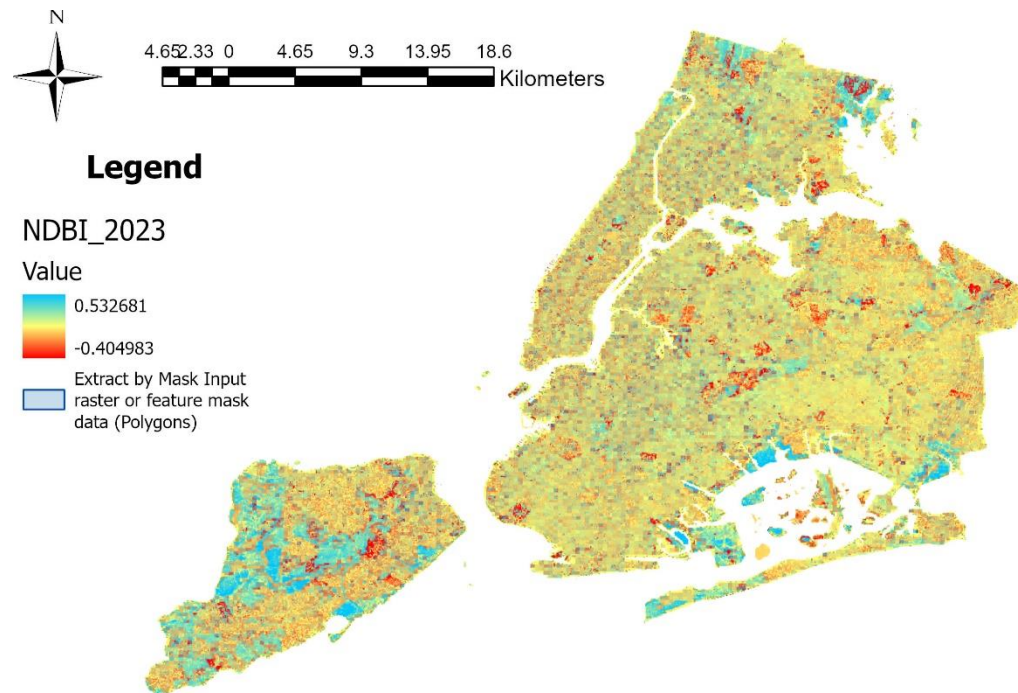 N
4.65 2.33 0 4.65 9.3 13.95 18.6
Kilometers
Legend
NDBI_2023
Value
0.532681
-0.404983
Extract by Mask Input
raster or feature mask
data (Polygons)